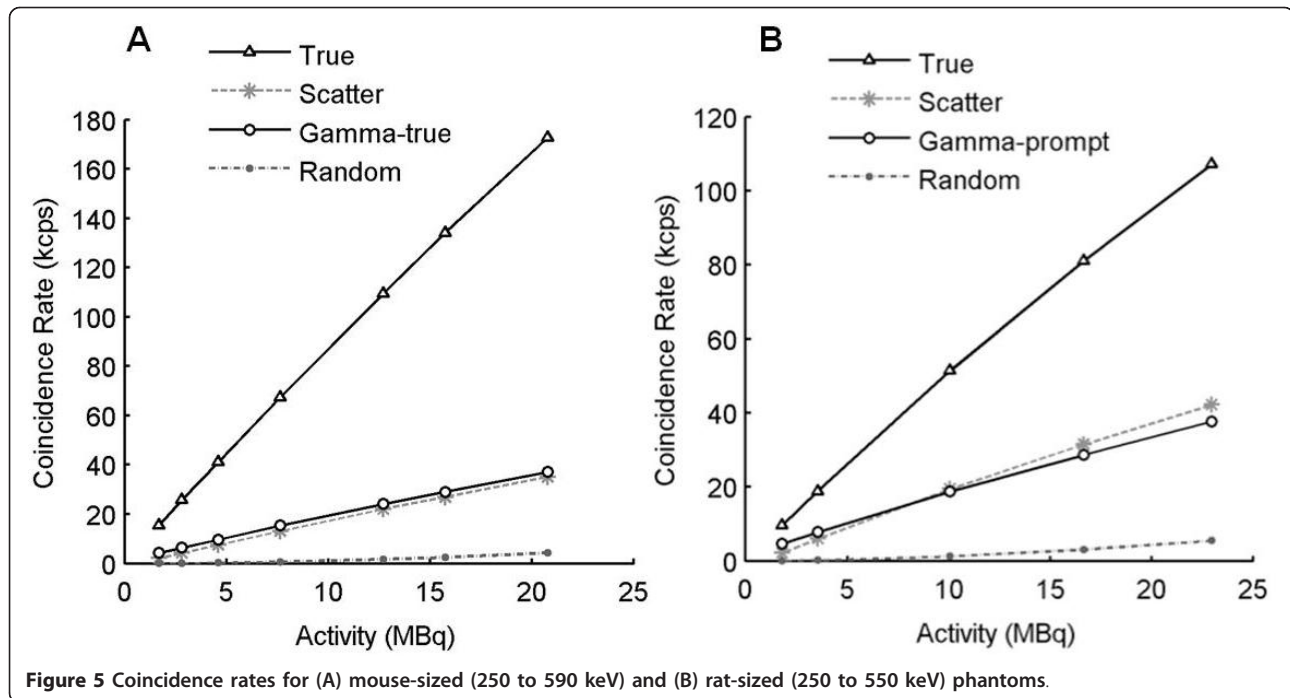 A
True
Scatter
Gamma-true
Random
180
160
140
120
100
80
60
40
20
0
Coincidence Rate (kcps)
0 5 10 15 20 25
Activity (MBq)
B
True
Scatter
Gamma-prompt
Random
120
100
80
60
40
20
0
Coincidence Rate (kcps)
0 5 10 15 20 25
Activity (MBq)
Figure 5 Coincidence rates for (A) mouse-sized (250 to 590 keV) and (B) rat-sized (250 to 550 keV) phantoms.